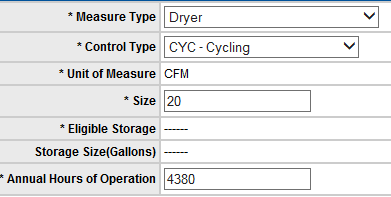 * Measure Type Dryer
* Control Type CYC - Cycling
* Unit of Measure CFM
* Size 20
* Eligible Storage ------
Storage Size(Gallons) ------
* Annual Hours of Operation 4380